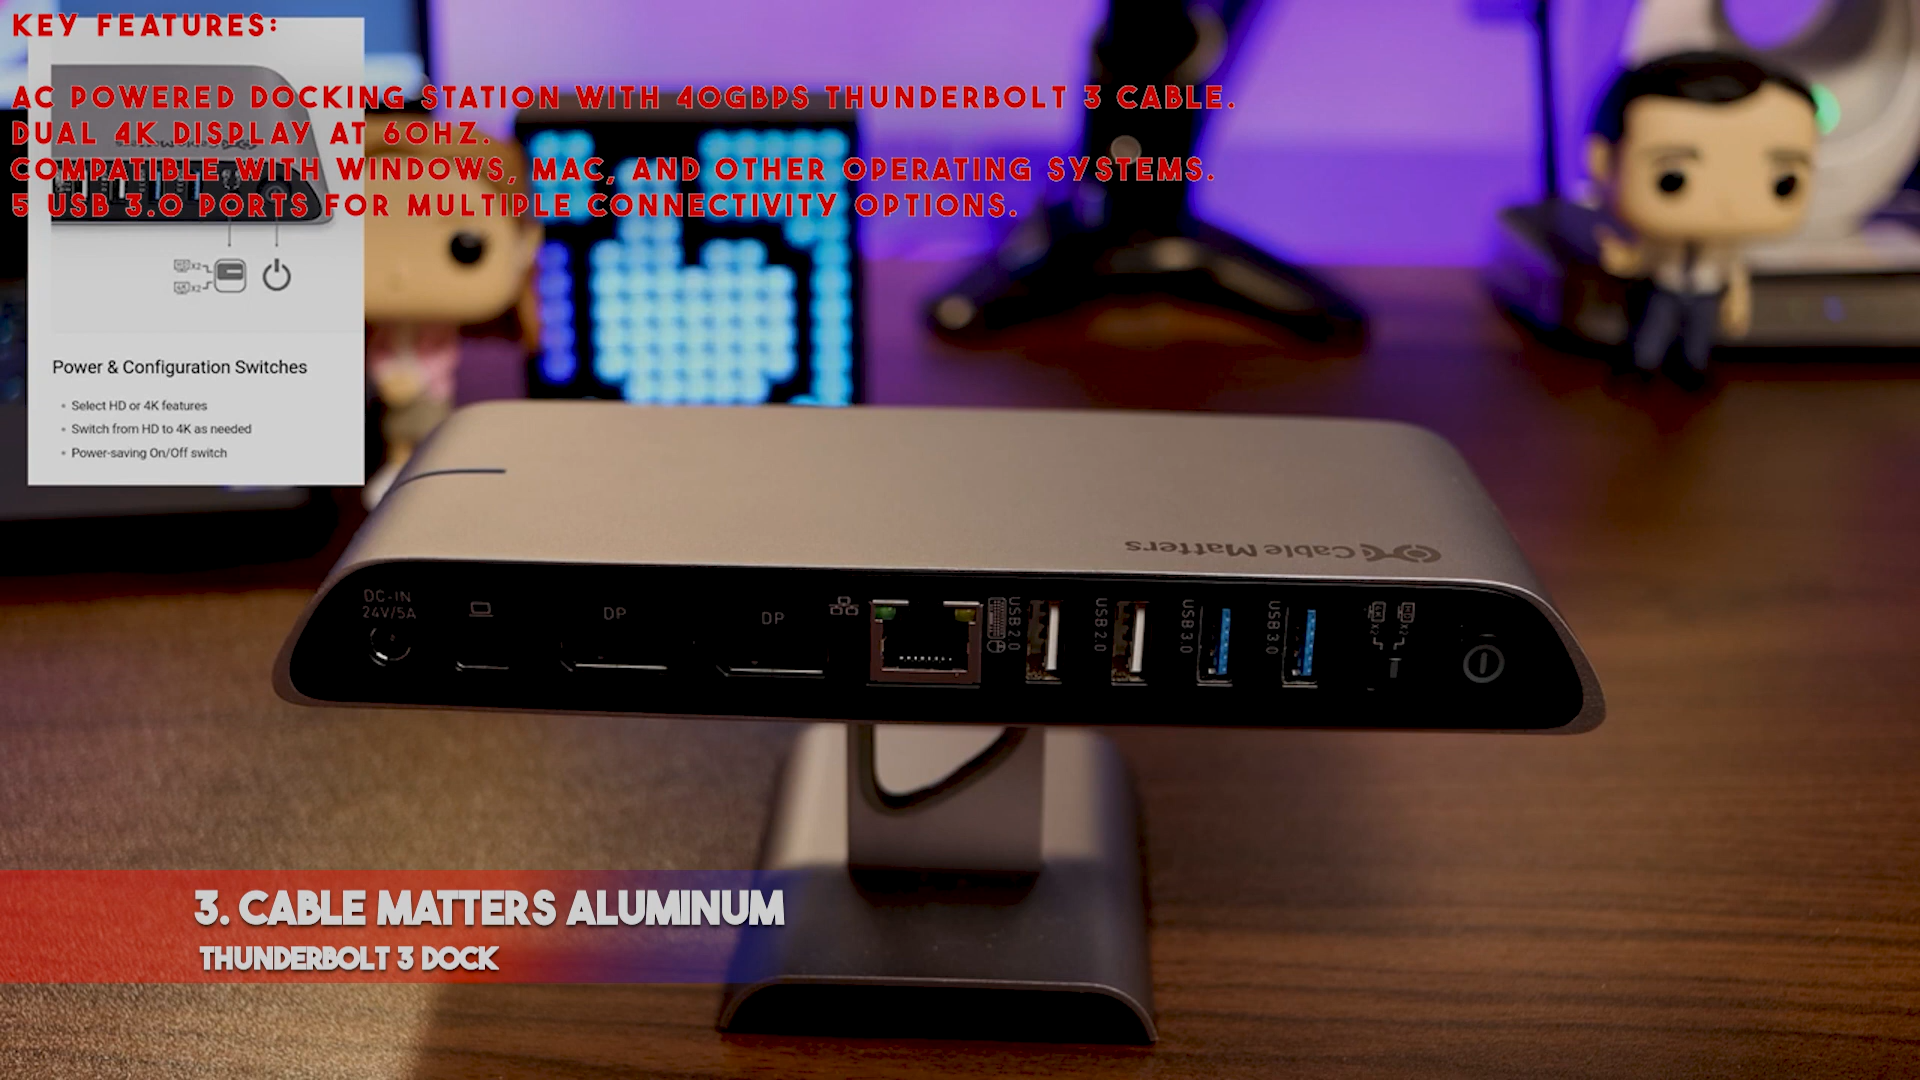 KEY FEATURES:
AC POWERED DOCKING STATION WITH 40GBPS THUNDERBOLT 3 CABLE.
DUAL 4K DISPLAY AT 60HZ.
COMPATIBLE WITH WINDOWS, MAC, AND OTHER OPERATING SYSTEMS.
5 USB 3.0 PORTS FOR MULTIPLE CONNECTIVITY OPTIONS.
Power & Configuration Switches
• Select HD or 4K features
• Switch from HD to 4K as needed
• Power-saving On/Off switch
Cable Matters
DC-IN
24V/5A
DP
DP
USB 2.0
USB 2.0
USB 3.0
USB 3.0
3. CABLE MATTERS ALUMINUM
THUNDERBOLT 3 DOCK